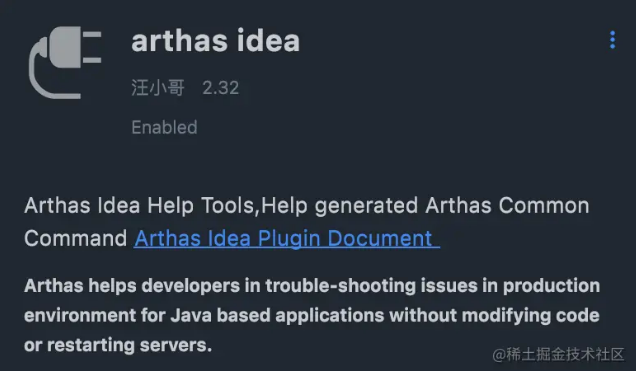 arthas idea
汪小哥 2.32
Enabled
Arthas Idea Help Tools,Help generated Arthas Common
Command Arthas Idea Plugin Document
Arthas helps developers in trouble-shooting issues in production
environment for Java based applications without modifying code
or restarting servers.
@稀土掘金技术社区